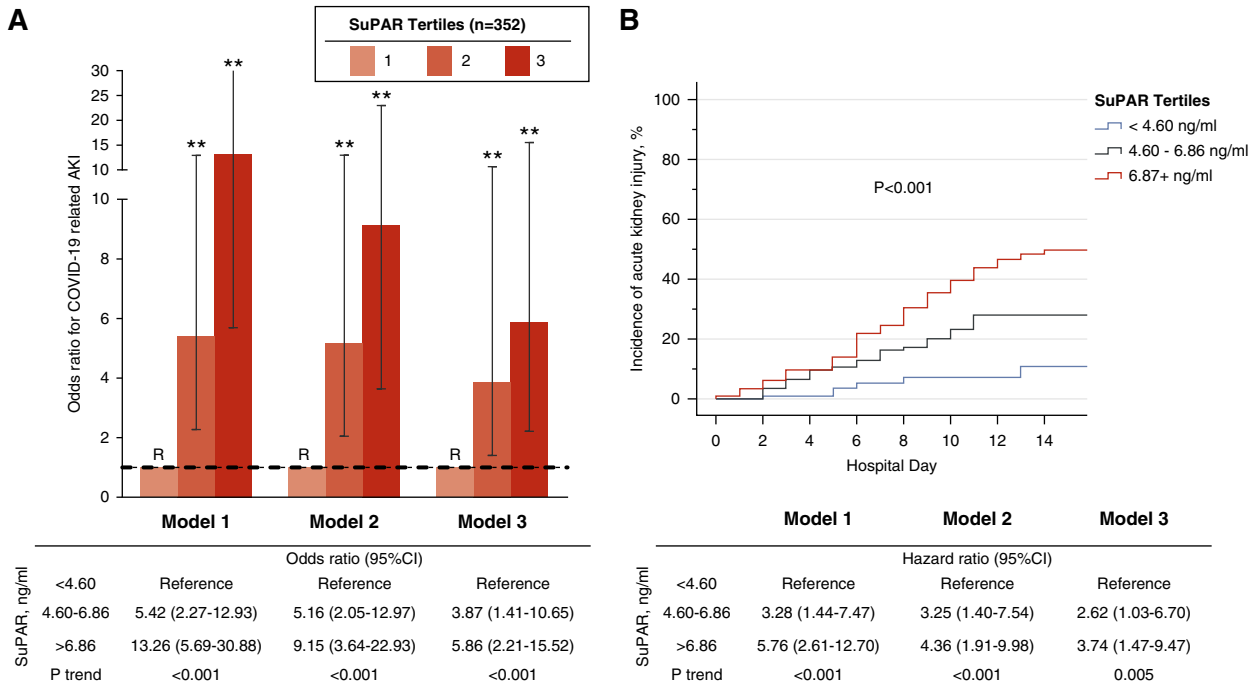 A
SuPAR Tertiles (n=352)
1 2 3
Odds ratio for COVID-19 related AKI
30
25
20
15
10
10
8
6
4
2
0
** ** ** ** ** **
R R R
Model 1 Model 2 Model 3
Odds ratio (95%CI)
SuPAR, ng/ml
<4.60 Reference Reference Reference
4.60-6.86 5.42 (2.27-12.93) 5.16 (2.05-12.97) 3.87 (1.41-10.65)
>6.86 13.26 (5.69-30.88) 9.15 (3.64-22.93) 5.86 (2.21-15.52)
P trend <0.001 <0.001 <0.001
B
Incidence of acute kidney injury, %
100
80
60
40
20
0
P<0.001
SuPAR Tertiles
< 4.60 ng/ml
4.60 - 6.86 ng/ml
6.87+ ng/ml
0 2 4 6 8 10 12 14
Hospital Day
Model 1 Model 2 Model 3
Hazard ratio (95%CI)
SuPAR, ng/ml
<4.60 Reference Reference Reference
4.60-6.86 3.28 (1.44-7.47) 3.25 (1.40-7.54) 2.62 (1.03-6.70)
>6.86 5.76 (2.61-12.70) 4.36 (1.91-9.98) 3.74 (1.47-9.47)
P trend <0.001 <0.001 0.005